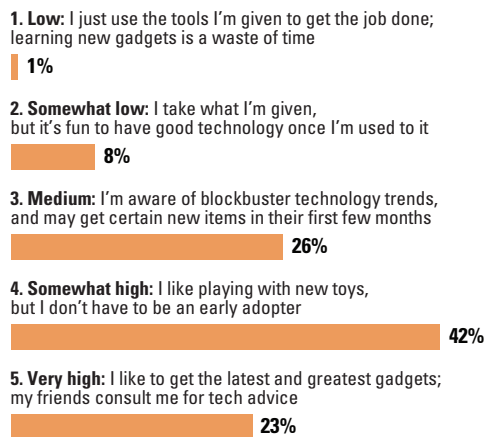 1. Low: I just use the tools I’m given to get the job done;
learning new gadgets is a waste of time
1%
2. Somewhat low: I take what I’m given,
but it’s fun to have good technology once I’m used to it
8%
3. Medium: I’m aware of blockbuster technology trends,
and may get certain new items in their first few months
26%
4. Somewhat high: I like playing with new toys,
but I don’t have to be an early adopter
42%
5. Very high: I like to get the latest and greatest gadgets;
my friends consult me for tech advice
23%